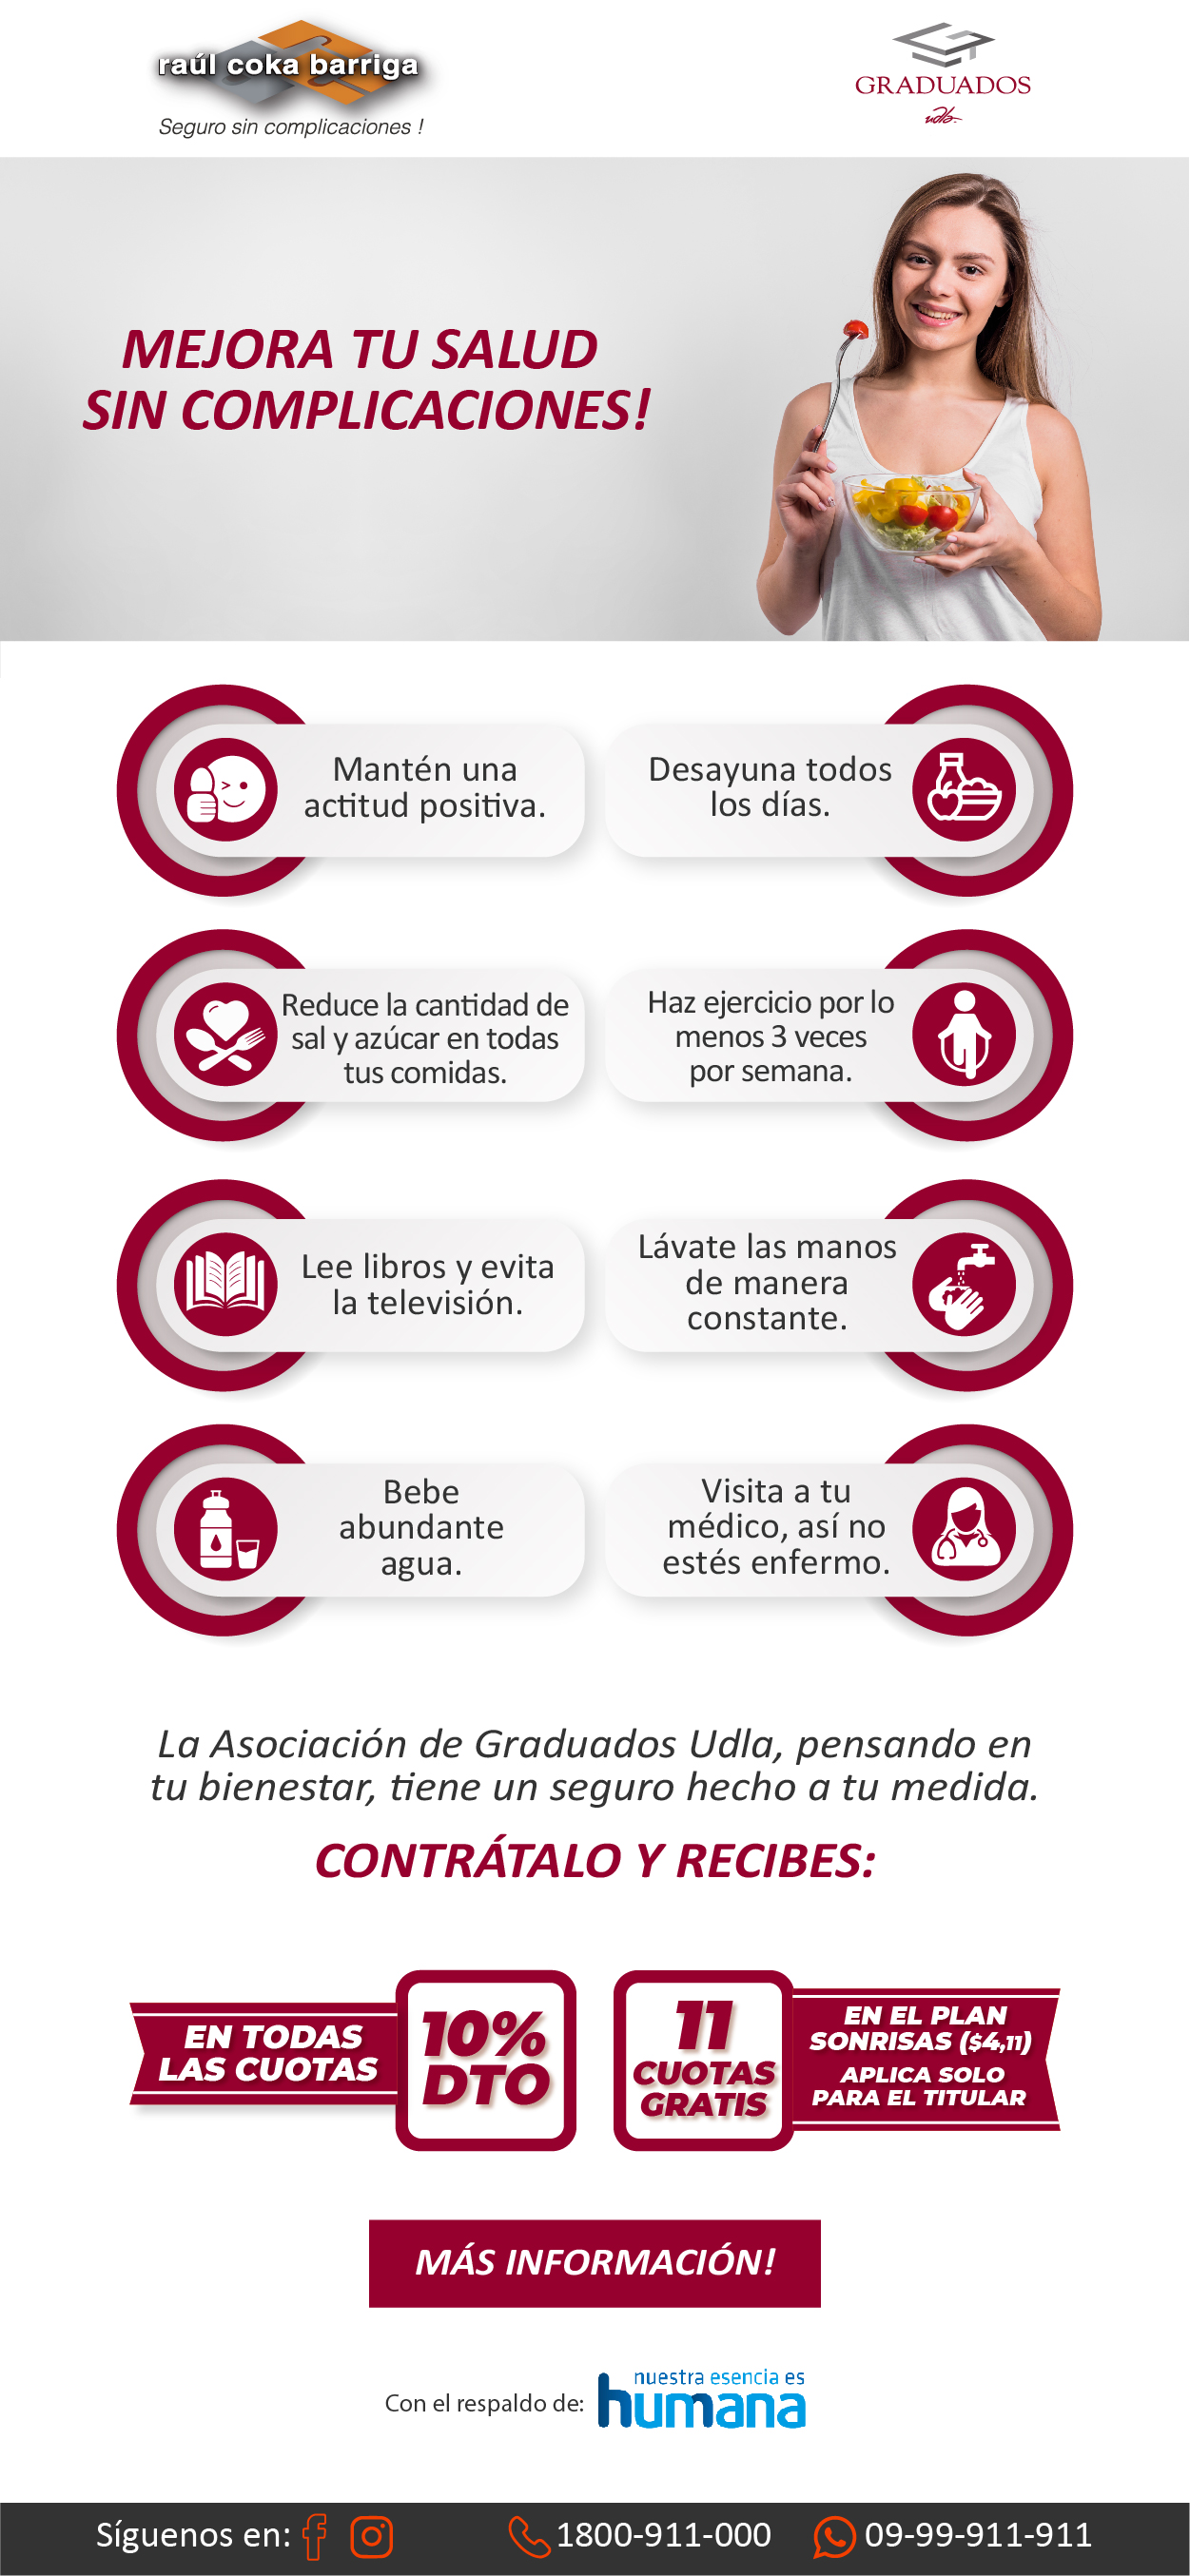 raúl coka barriga
Seguro sin complicaciones !
GRADUADOS
udla-
MEJORA TU SALUD
SIN COMPLICACIONES!
Mantén una
actitud positiva.
Desayuna todos
los días.
Reduce la cantidad de
sal y azúcar en todas
tus comidas.
Haz ejercicio por lo
menos 3 veces
por semana.
Lee libros y evita
la televisión.
Lávate las manos
de manera
constante.
Bebe
abundante
agua.
Visita a tu
médico, así no
estés enfermo.
La Asociación de Graduados Udla, pensando en
tu bienestar, tiene un seguro hecho a tu medida.
CONTRÁTALO Y RECIBES:
EN TODAS
LAS CUOTAS
10%
DTO
11
CUOTAS
GRATIS
EN EL PLAN
SONRISAS ($4,11)
APLICA SOLO
PARA EL TITULAR
MÁS INFORMACIÓN!
Con el respaldo de:
nuestra esencia es
humana
Síguenos en:
1800-911-000
09-99-911-911